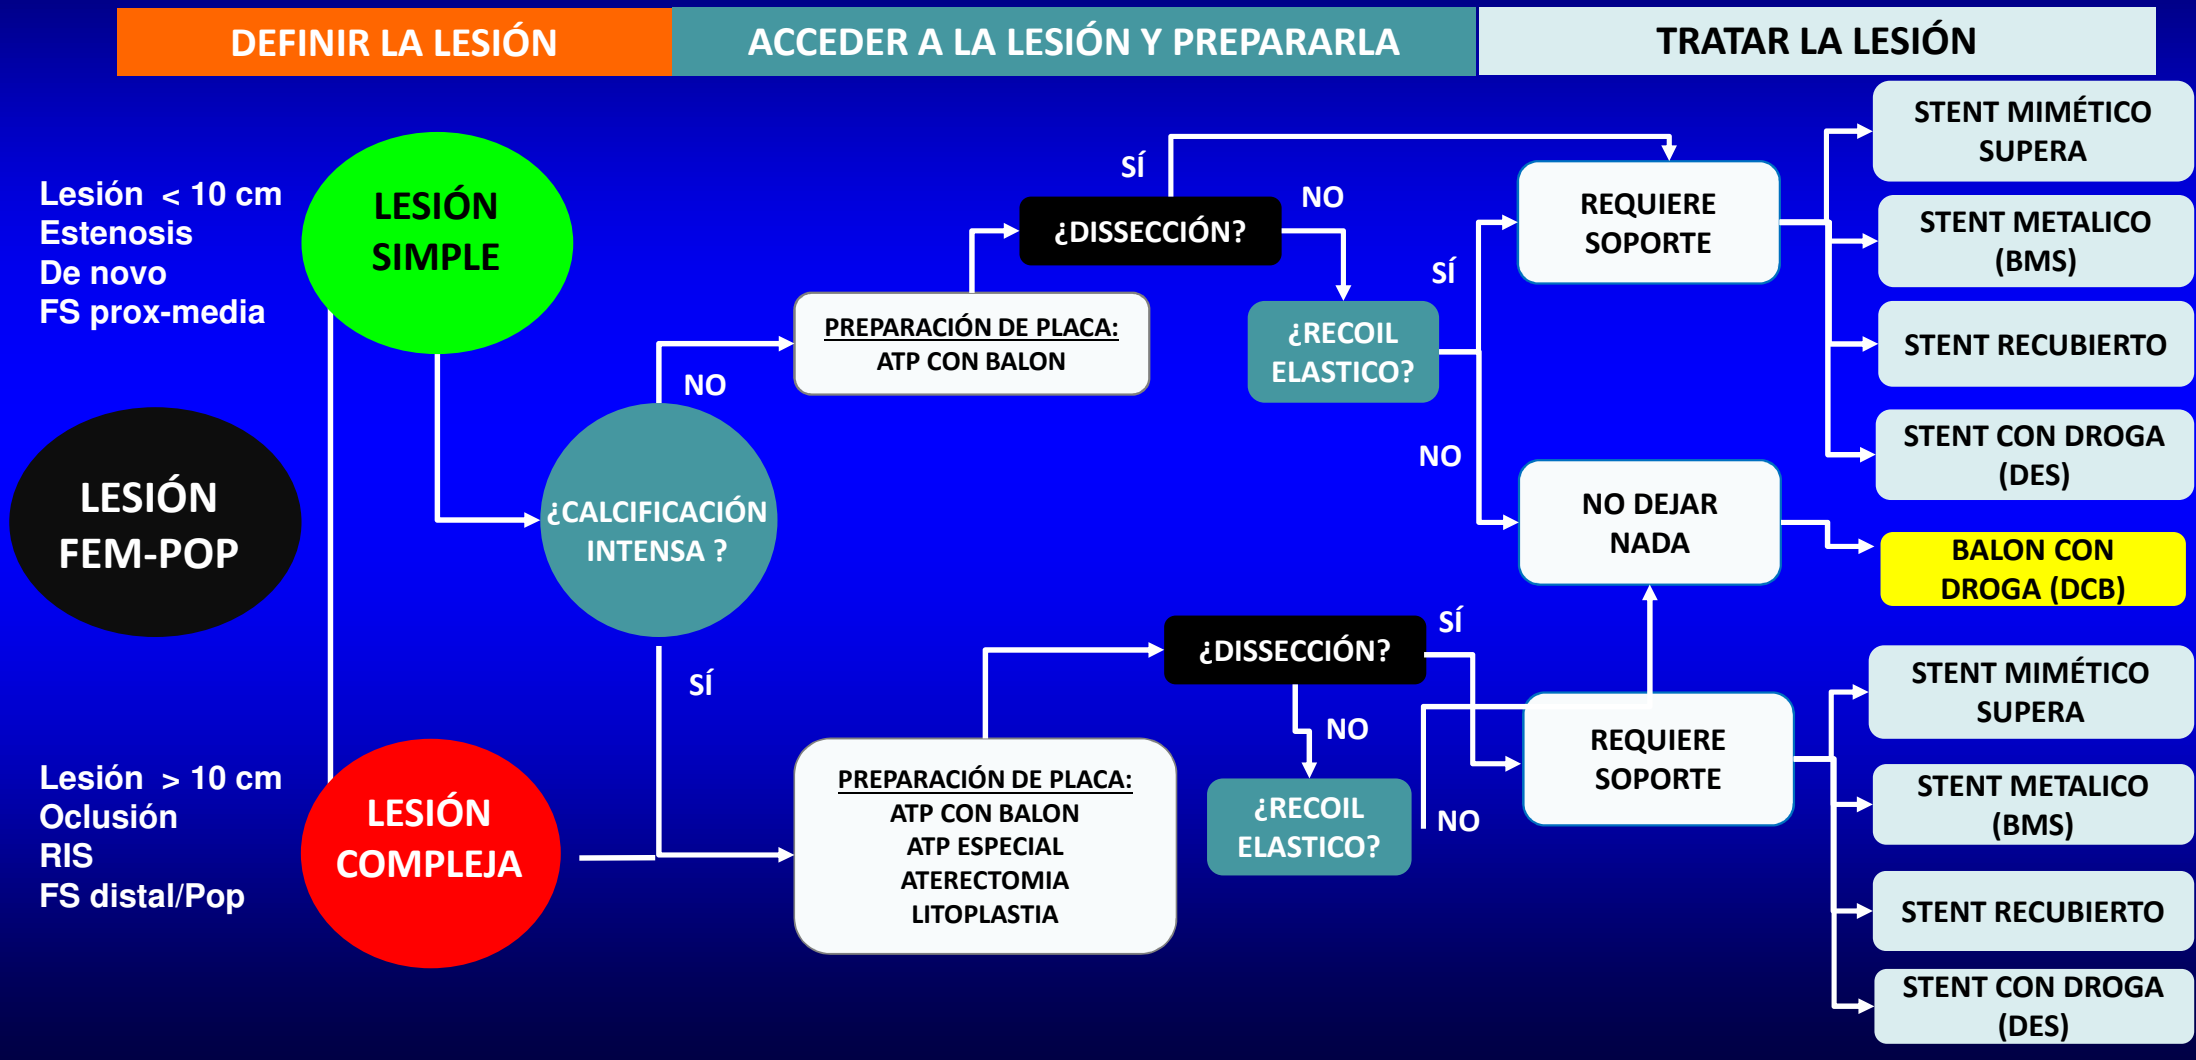 DEFINIR LA LESIÓN
ACCEDER A LA LESIÓN Y PREPARARLA
TRATAR LA LESIÓN
Lesión < 10 cm
Estenosis
De novo
FS prox-media
LESIÓN
SIMPLE
LESIÓN
FEM-POP
Lesión > 10 cm
Oclusión
RIS
FS distal/Pop
LESIÓN
COMPLEJA
¿CALCIFICACIÓN
INTENSA ?
NO
SÍ
PREPARACIÓN DE PLACA:
ATP CON BALON
¿DISSECCIÓN?
SÍ
NO
¿RECOIL
ELASTICO?
SÍ
NO
REQUIERE
SOPORTE
NO DEJAR
NADA
STENT MIMÉTICO
SUPERA
STENT METALICO
(BMS)
STENT RECUBIERTO
STENT CON DROGA
(DES)
BALON CON
DROGA (DCB)
PREPARACIÓN DE PLACA:
ATP CON BALON
ATP ESPECIAL
ATERECTOMIA
LITOPLASTIA
¿DISSECCIÓN?
SÍ
NO
¿RECOIL
ELASTICO?
NO
REQUIERE
SOPORTE
STENT MIMÉTICO
SUPERA
STENT METALICO
(BMS)
STENT RECUBIERTO
STENT CON DROGA
(DES)